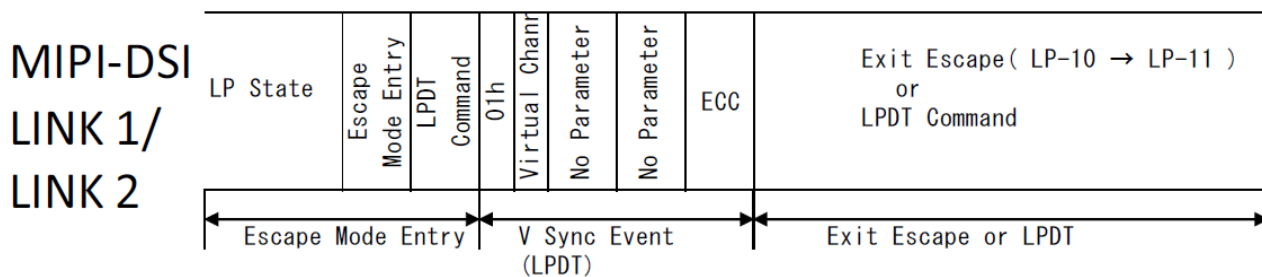 MIPI-DSI
LINK 1/
LINK 2
LP State
Escape
Mode Entry
LPDT
Command
01h
Virtual Chann
No Parameter
No Parameter
ECC
Exit Escape( LP-10 → LP-11 )
or
LPDT Command
Escape Mode Entry
V Sync Event
(LPDT)
Exit Escape or LPDT